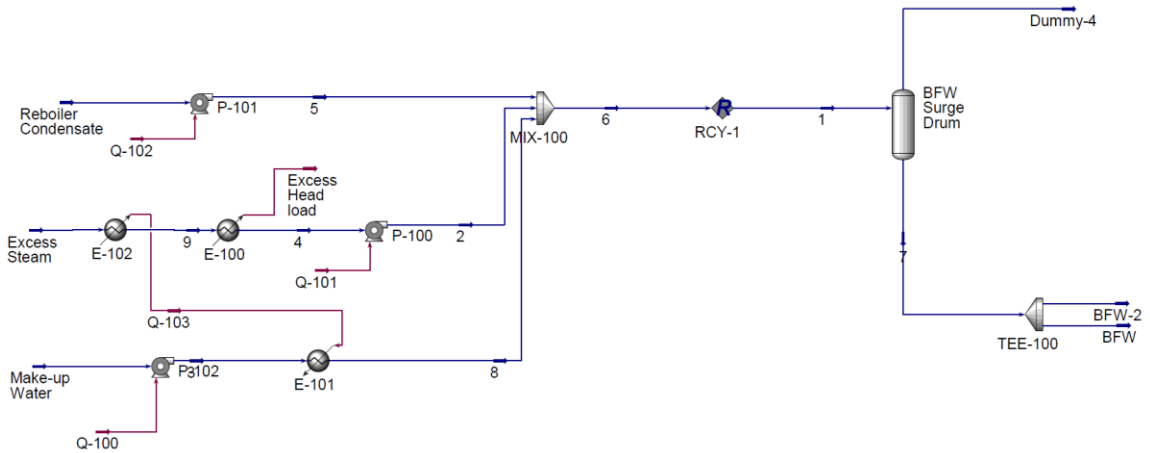 Dummy-4
BFW
Surge
Drum
P-101
5
Reboiler
Condensate
MIX-100
6
R
RCY-1
1
Q-102
Excess
Head
load
Excess
Steam
E-102
9
E-100
4
P-100
2
Q-101
7
Q-103
BFW-2
BFW
TEE-100
Make-up
Water
P-102
3
E-101
8
Q-100